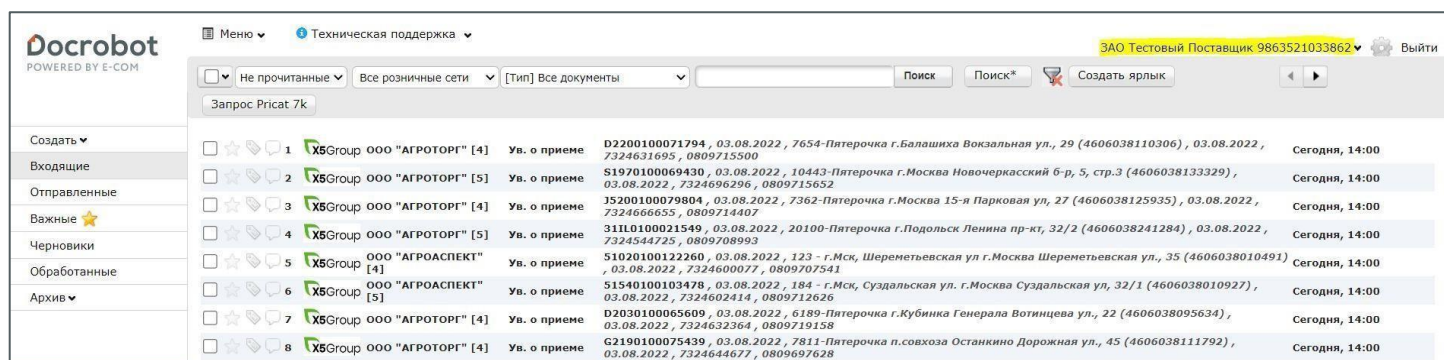 Docrobot
POWERED BY E-COM
Меню
Техническая поддержка
ЗАО Тестовый Поставщик 9863521033862
Выйти
Не прочитанные
Все розничные сети
[Тип] Все документы
Поиск
Поиск*
Создать ярлык
Запрос Pricat 7k
Создать
Входящие
Отправленные
Важные
Черновики
Обработанные
Архив
1 X5Group ООО "АГРОТОРГ" [4] Ув. о приеме D2200100071794 , 03.08.2022 , 7654-Пятерочка г.Балашиха Вокзальная ул., 29 (4606038110306) , 03.08.2022 ,
7324631695 , 0809715500
Сегодня, 14:00
2 X5Group ООО "АГРОТОРГ" [5] Ув. о приеме S1970100069430 , 03.08.2022 , 10443-Пятерочка г.Москва Новочеркасский б-р, 5, стр.3 (4606038133329) ,
03.08.2022 , 7324696296 , 0809715652
Сегодня, 14:00
3 X5Group ООО "АГРОТОРГ" [4] Ув. о приеме J5200100079804 , 03.08.2022 , 7362-Пятерочка г.Москва 15-я Парковая ул, 27 (4606038125935) , 03.08.2022 ,
7324666655 , 0809714407
Сегодня, 14:00
4 X5Group ООО "АГРОТОРГ" [5] Ув. о приеме 31IL0100021549 , 03.08.2022 , 20100-Пятерочка г.Подольск Ленина пр-кт, 32/2 (4606038241284) , 03.08.2022 ,
7324544725 , 0809708993
Сегодня, 14:00
5 X5Group ООО "АГРОАСПЕКТ"
[4]
Ув. о приеме 51020100122260 , 03.08.2022 , 123 - г.Мск, Шереметьевская ул г.Москва Шереметьевская ул., 35 (4606038010491)
, 03.08.2022 , 7324600077 , 0809707541
Сегодня, 14:00
6 X5Group ООО "АГРОАСПЕКТ"
[5]
Ув. о приеме 51540100103478 , 03.08.2022 , 184 - г.Мск, Суздальская ул. г.Москва Суздальская ул, 32/1 (4606038010927) ,
03.08.2022 , 7324602414 , 0809712626
Сегодня, 14:00
7 X5Group ООО "АГРОТОРГ" [4] Ув. о приеме D2030100065609 , 03.08.2022 , 6189-Пятерочка г.Кубинка Генерала Вотинцева ул., 22 (4606038095634) ,
03.08.2022 , 7324632364 , 0809719158
Сегодня, 14:00
8 X5Group ООО "АГРОТОРГ" [4] Ув. о приеме G2190100075439 , 03.08.2022 , 7811-Пятерочка п.совхоза Останкино Дорожная ул., 45 (4606038111792) ,
03.08.2022 , 7324644677 , 0809697628
Сегодня, 14:00